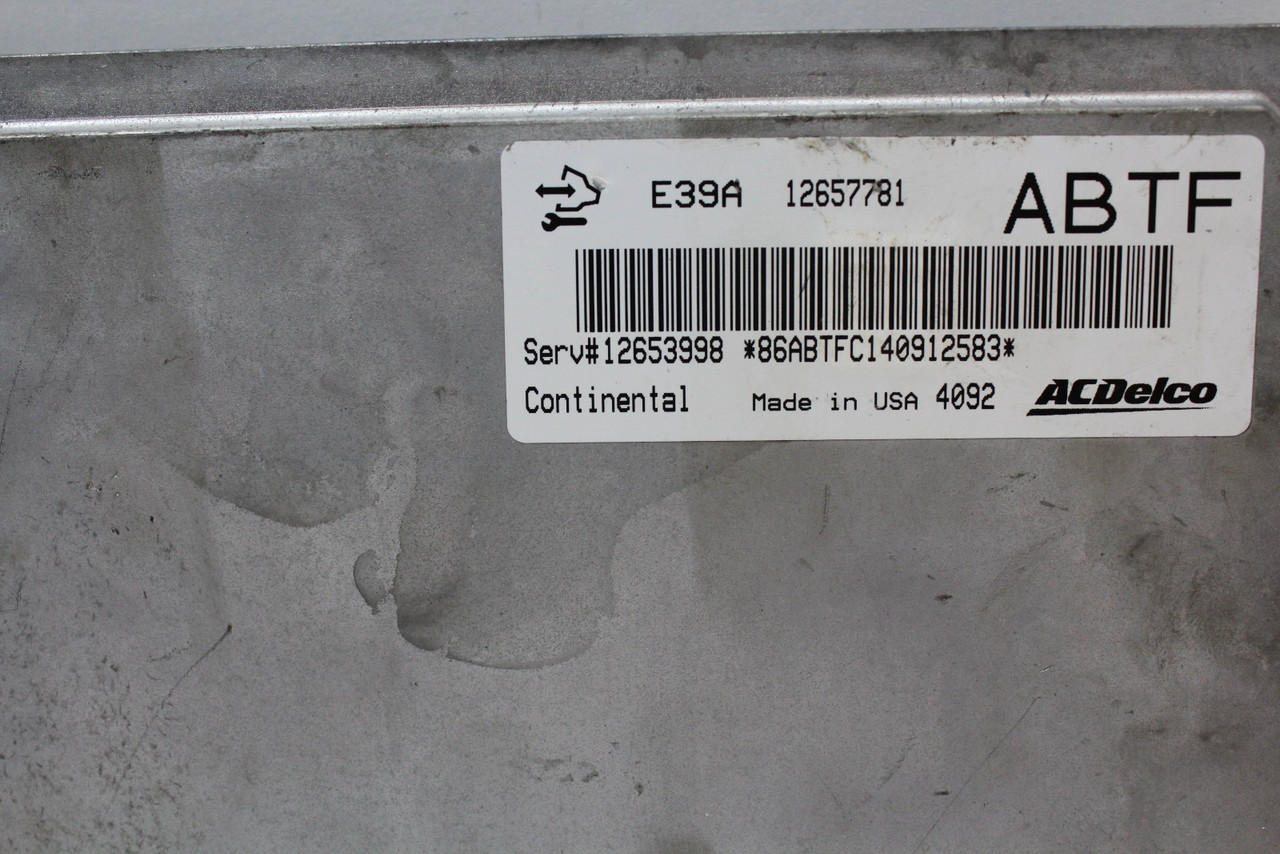 E39A 12657781 ABTF
Serv#12653998 *86ABTFC140912583*
Continental Made in USA 4092 ACDelco